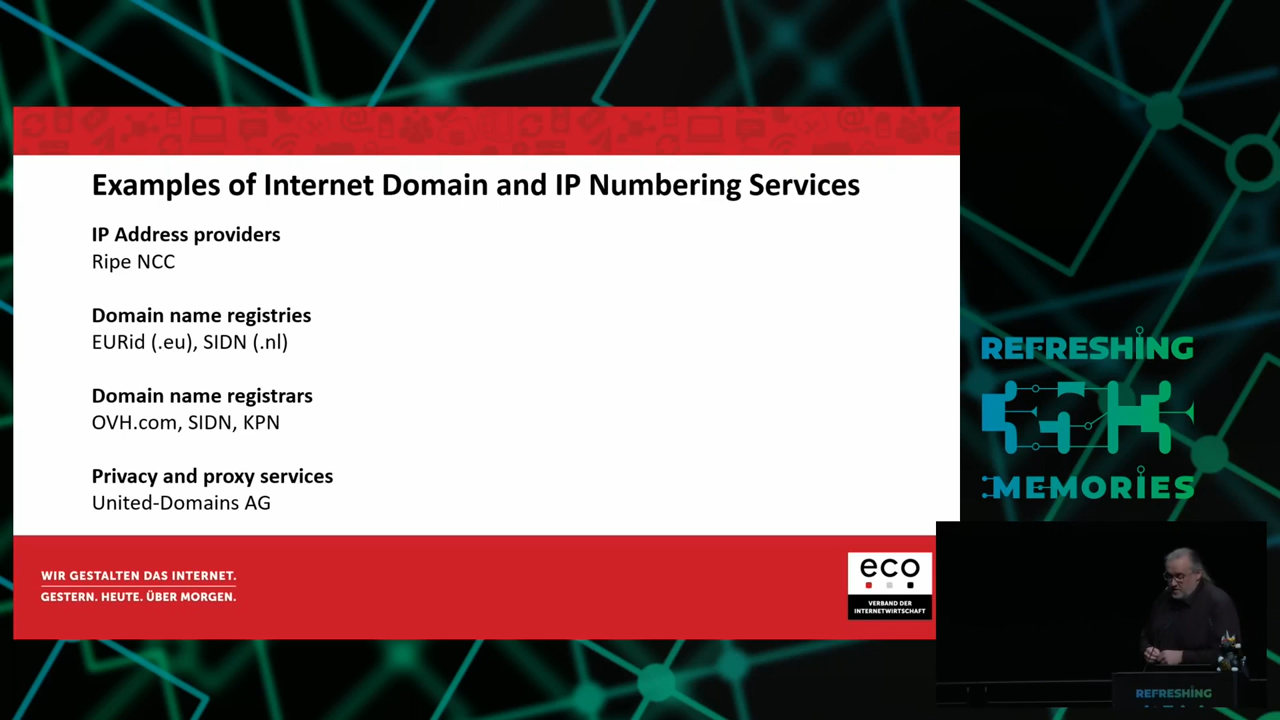 Examples of Internet Domain and IP Numbering Services
IP Address providers
Ripe NCC
Domain name registries
EURid (.eu), SIDN (.nl)
Domain name registrars
OVH.com, SIDN, KPN
Privacy and proxy services
United-Domains AG
WIR GESTALTEN DAS INTERNET.
GESTERN. HEUTE. ÜBER MORGEN.
eco
VERBAND DER
INTERNETWIRTSCHAFT
REFRESHING
MEMORIES
REFRESHING